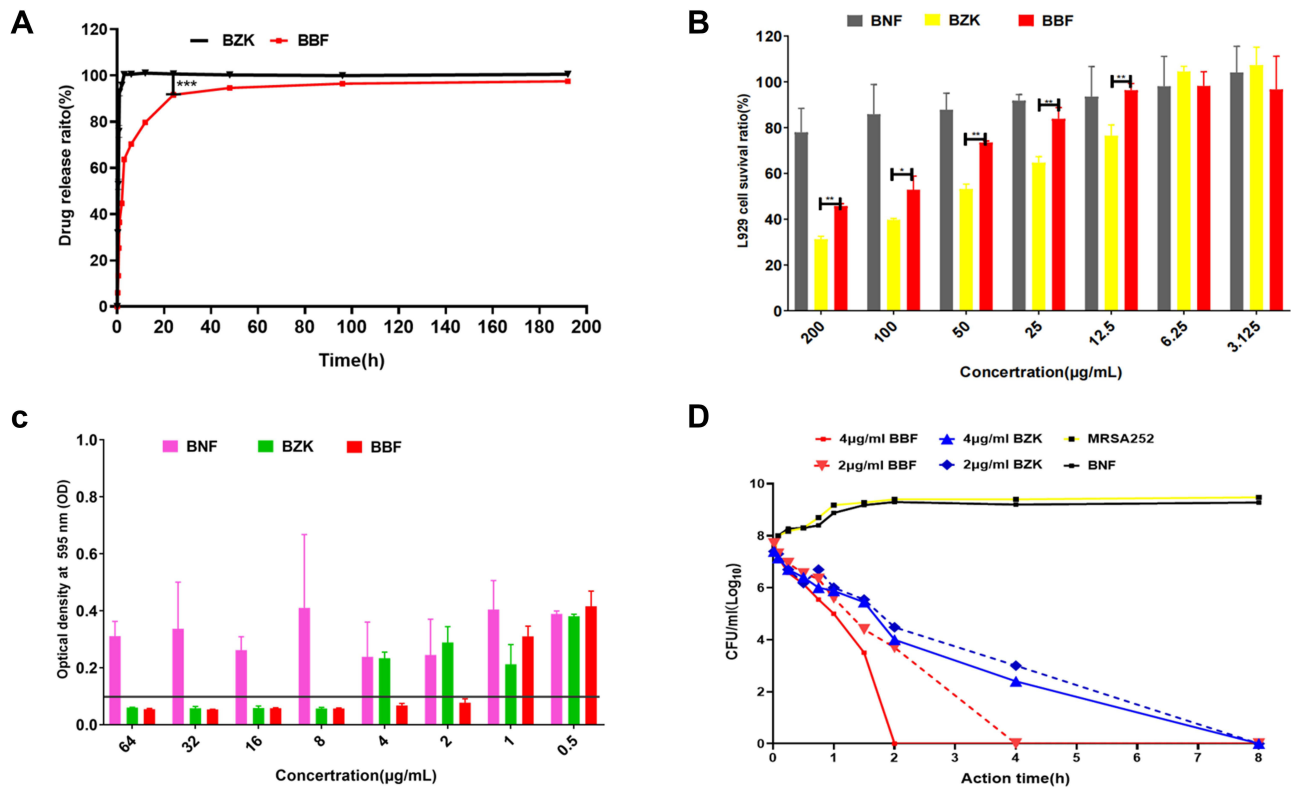 A
BZK BBF
***
Drug release raito(%)
120
100
80
60
40
20
0
0 20 40 60 80 100 120 140 160 180 200
Time(h)
B
BNF BZK BBF
L929 cell suvival ratio(%)
120
100
80
60
40
20
0
** * ** ** **
200 100 50 25 12.5 6.25 3.125
Concertration(μg/mL)
c
BNF BZK BBF
Optical density at 595 nm (OD)
1.0
0.8
0.6
0.4
0.2
0.0
64 32 16 8 4 2 1 0.5
Concertration(μg/mL)
D
4μg/ml BBF 4μg/ml BZK MRSA252
2μg/ml BBF 2μg/ml BZK BNF
CFU/ml(Log10)
10
8
6
4
2
0
0 1 2 3 4 5 6 7 8
Action time(h)